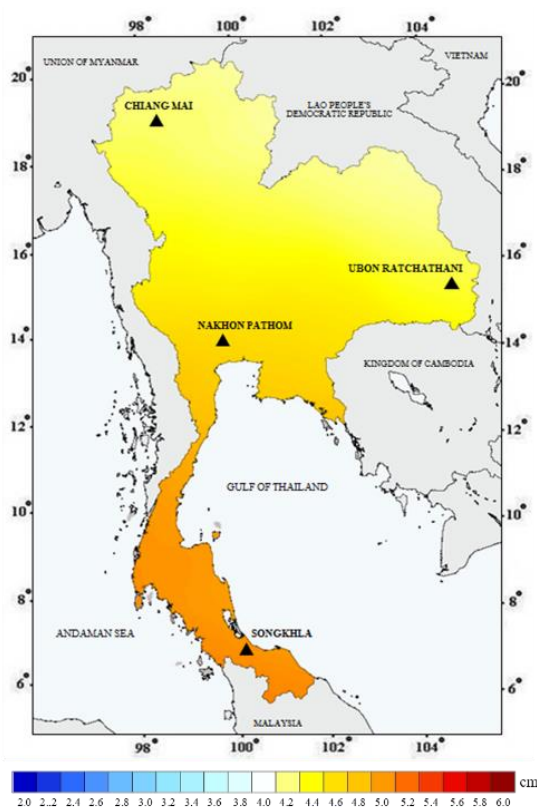 98° 100° 102° 104°
UNION OF MYANMAR
VIETNAM
20° 20°
CHIANG MAI
LAO PEOPLE'S
DEMOCRATIC REPUBLIC
18° 18°
16° 16°
UBON RATCHATHANI
NAKHON PATHOM
14° 14°
KINGDOM OF CAMBODIA
12° 12°
GULF OF THAILAND
10° 10°
8° 8°
ANDAMAN SEA
SONGKHLA
6° 6°
MALAYSIA
98° 100° 102° 104°
cm
2.0 2..2 2.4 2.6 2.8 3.0 3.2 3.4 3.6 3.8 4.0 4.2 4.4 4.6 4.8 5.0 5.2 5.4 5.6 5.8 6.0